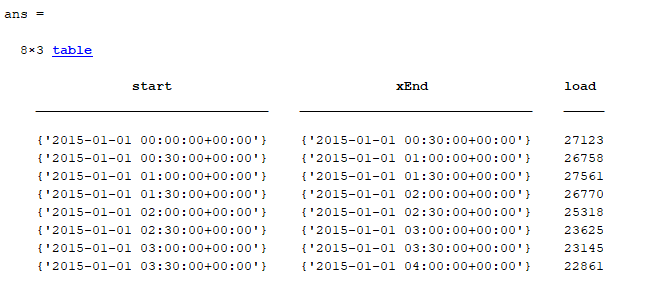 ans =
8×3 table
start xEnd load
{'2015-01-01 00:00:00+00:00'} {'2015-01-01 00:30:00+00:00'} 27123
{'2015-01-01 00:30:00+00:00'} {'2015-01-01 01:00:00+00:00'} 26758
{'2015-01-01 01:00:00+00:00'} {'2015-01-01 01:30:00+00:00'} 27561
{'2015-01-01 01:30:00+00:00'} {'2015-01-01 02:00:00+00:00'} 26770
{'2015-01-01 02:00:00+00:00'} {'2015-01-01 02:30:00+00:00'} 25318
{'2015-01-01 02:30:00+00:00'} {'2015-01-01 03:00:00+00:00'} 23625
{'2015-01-01 03:00:00+00:00'} {'2015-01-01 03:30:00+00:00'} 23145
{'2015-01-01 03:30:00+00:00'} {'2015-01-01 04:00:00+00:00'} 22861